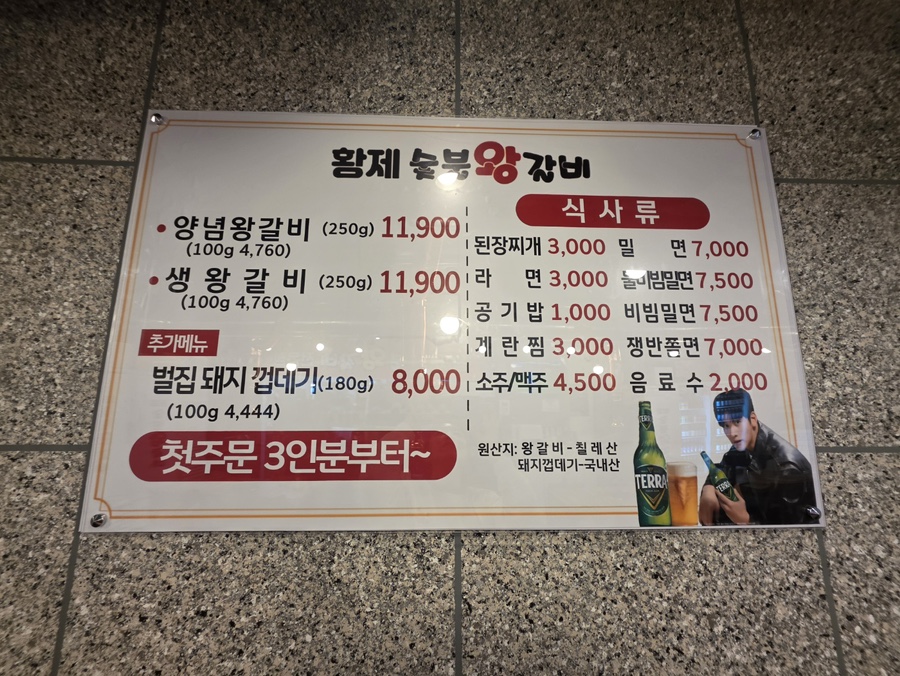 황제 숯불왕갈비
• 양념왕갈비 (250g) 11,900
(100g 4,760)
• 생왕갈비 (250g) 11,900
(100g 4,760)
추가메뉴
벌집 돼지 껍데기(180g) 8,000
(100g 4,444)
첫주문 3인분부터~
식사류
된장찌개 3,000 밀면 7,000
라면 3,000 물비빔밀면 7,500
공기밥 1,000 비빔밀면 7,500
계란찜 3,000 쟁반쫄면 7,000
소주/맥주 4,500 음료수 2,000
원산지: 왕갈비-칠레산
돼지껍데기-국내산
TERRA